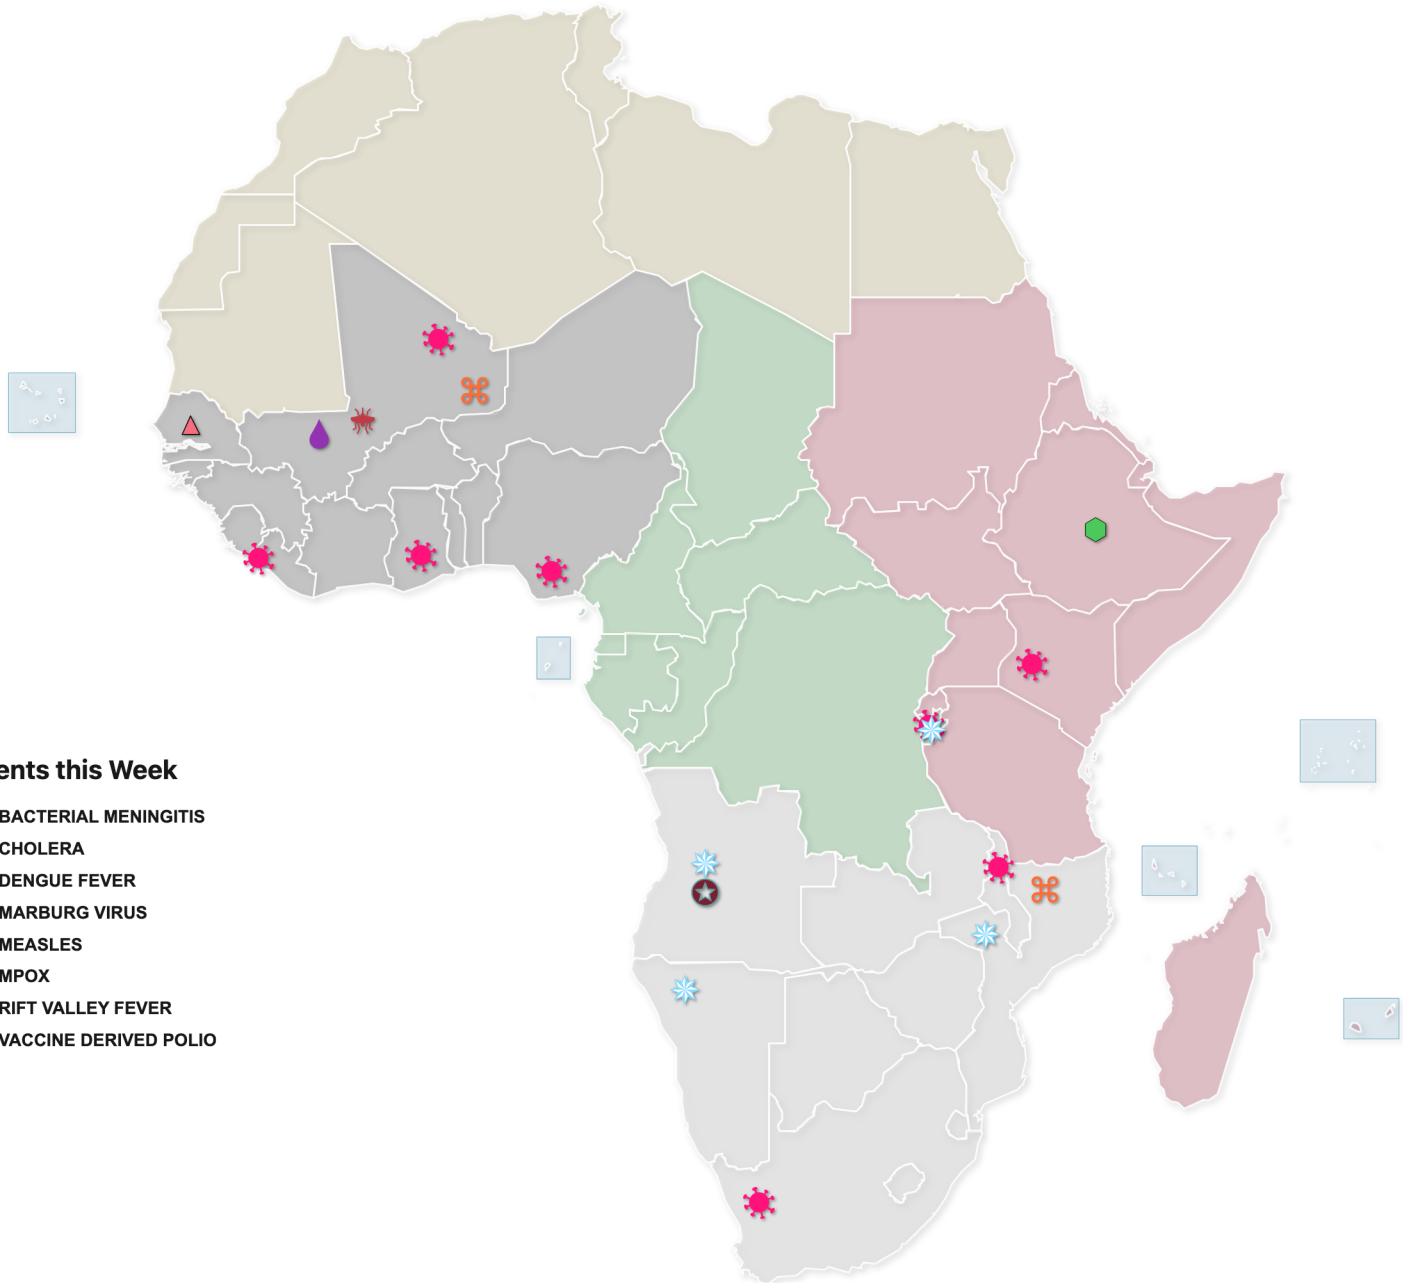 ents this Week
BACTERIAL MENINGITIS
CHOLERA
DENGUE FEVER
MARBURG VIRUS
MEASLES
MPOX
RIFT VALLEY FEVER
VACCINE DERIVED POLIO